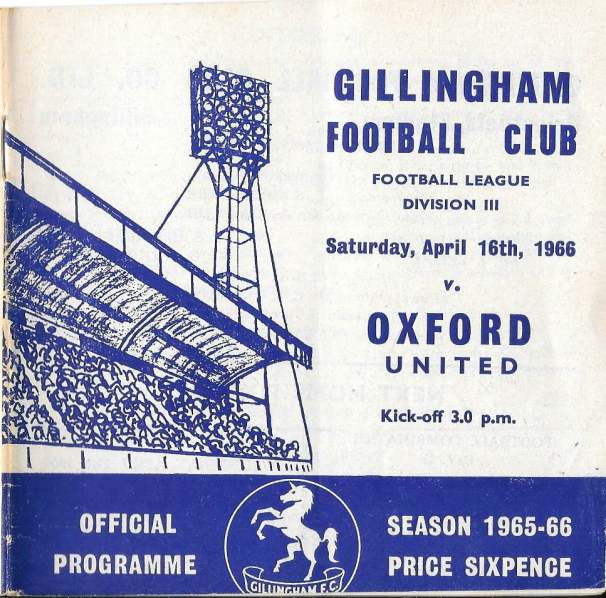 GILLINGHAM
FOOTBALL CLUB
FOOTBALL LEAGUE
DIVISION III
Saturday, April 16th, 1966
v.
OXFORD
UNITED
Kick-off 3.0 p.m.
OFFICIAL
PROGRAMME
GILLINGHAM F.C.
SEASON 1965-66
PRICE SIXPENCE